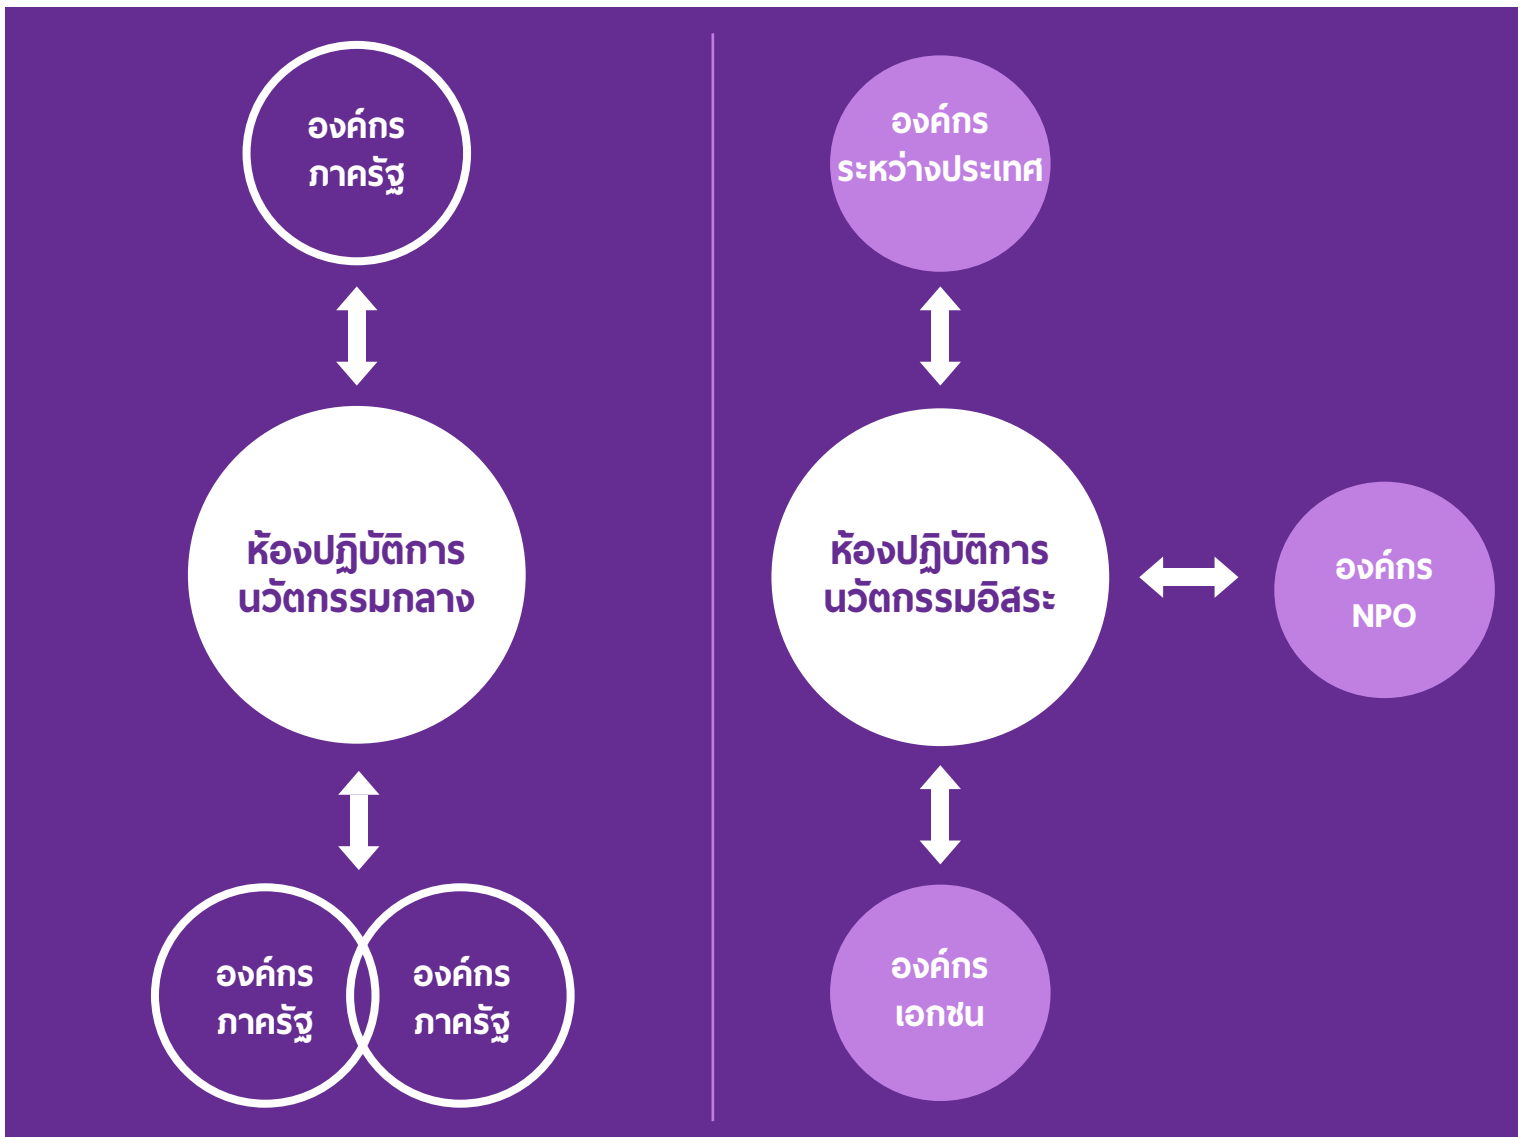 องค์กร
ภาครัฐ
ห้องปฏิบัติการ
นวัตกรรมกลาง
องค์กร
ภาครัฐ
องค์กร
ภาครัฐ
องค์กร
ระหว่างประเทศ
ห้องปฏิบัติการ
นวัตกรรมอิสระ
องค์กร
NPO
องค์กร
เอกชน